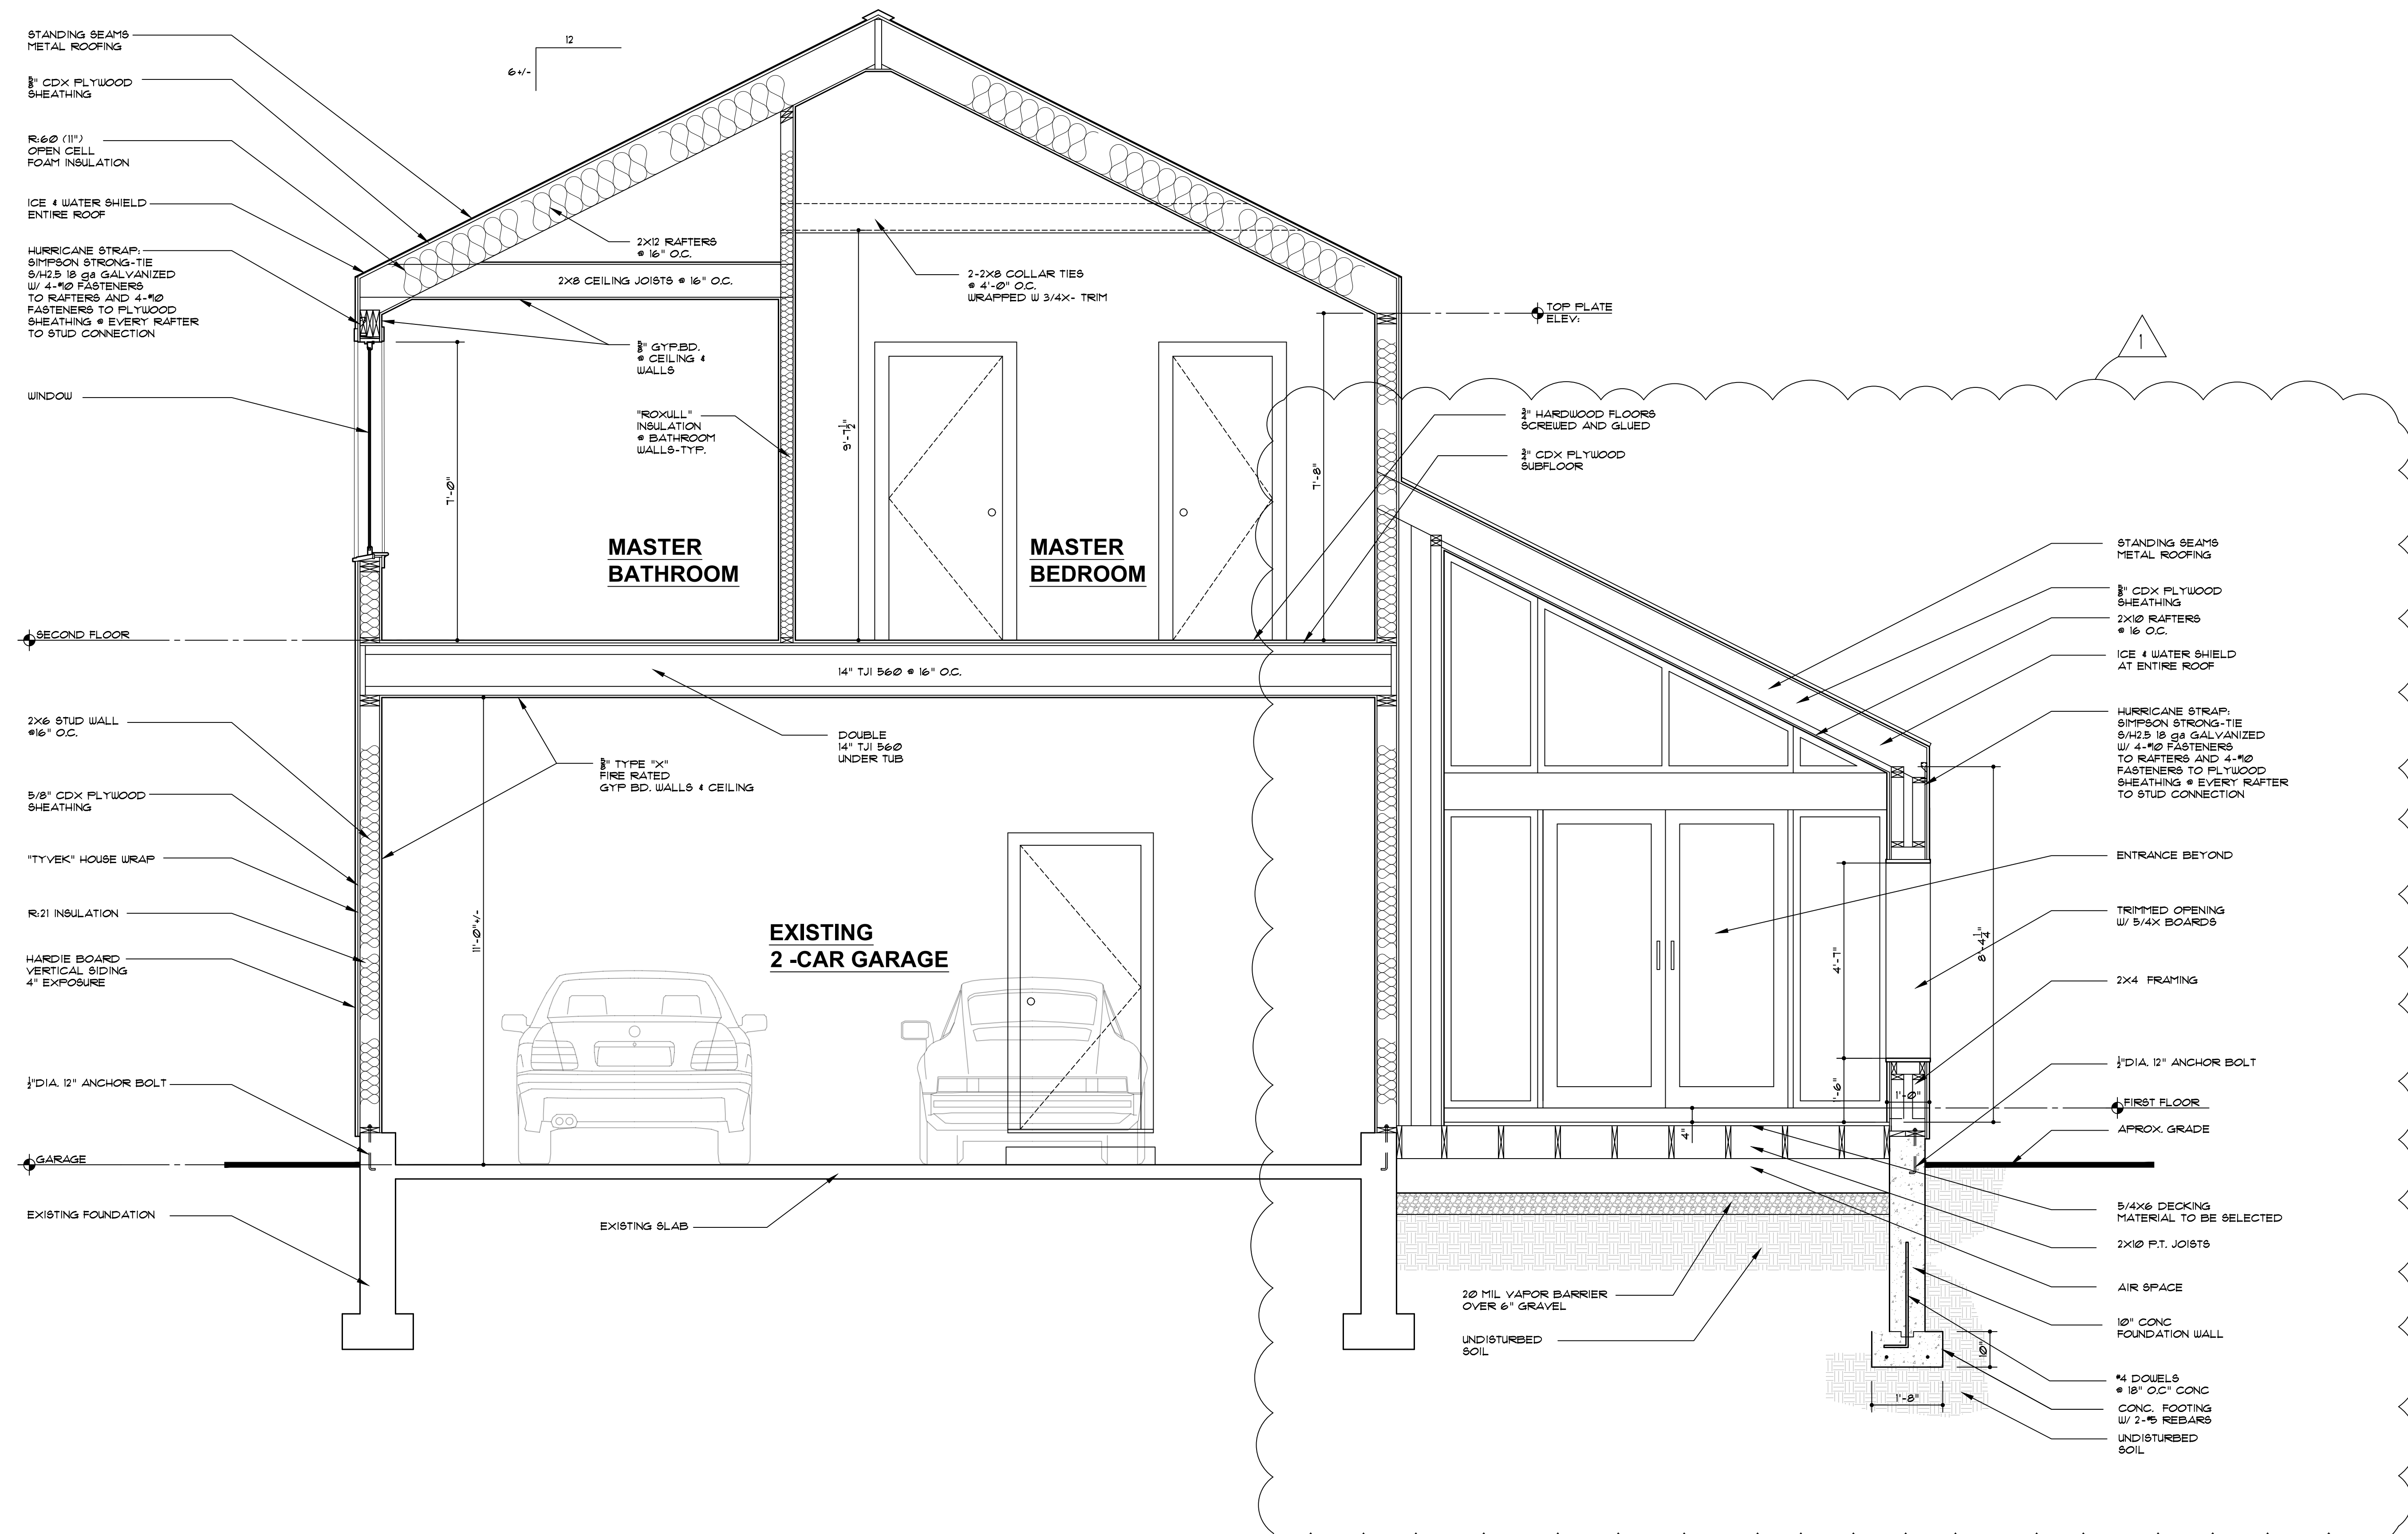 STANDING SEAMS
METAL ROOFING
5/8" CDX PLYWOOD
SHEATHING
R:60 (11")
OPEN CELL
FOAM INSULATION
ICE & WATER SHIELD
ENTIRE ROOF
HURRICANE STRAP:
SIMPSON STRONG-TIE
S/H2.5 18 ga GALVANIZED
W/ 4-#10 FASTENERS
TO RAFTERS AND 4-#10
FASTENERS TO PLYWOOD
SHEATHING @ EVERY RAFTER
TO STUD CONNECTION
WINDOW
SECOND FLOOR
2X6 STUD WALL
@16" O.C.
5/8" CDX PLYWOOD
SHEATHING
"TYVEK" HOUSE WRAP
R:21 INSULATION
HARDIE BOARD
VERTICAL SIDING
4" EXPOSURE
1/2"DIA. 12" ANCHOR BOLT
GARAGE
EXISTING FOUNDATION
12
6+/-
2X12 RAFTERS
@ 16" O.C.
2X8 CEILING JOISTS @ 16" O.C.
2-2X8 COLLAR TIES
@ 4'-0" O.C.
WRAPPED W 3/4X- TRIM
5/8" GYP.BD.
@ CEILING &
WALLS
"ROXULL"
INSULATION
@ BATHROOM
WALLS-TYP.
7'-0"
9'-7 1/2"
7'-8"
MASTER
BATHROOM
MASTER
BEDROOM
14" TJI 560 @ 16" O.C.
DOUBLE
14" TJI 560
UNDER TUB
5/8" TYPE "X"
FIRE RATED
GYP BD. WALLS & CEILING
11'-0"+/-
EXISTING
2 -CAR GARAGE
EXISTING SLAB
TOP PLATE
ELEV:
1
3/4" HARDWOOD FLOORS
SCREWED AND GLUED
3/4" CDX PLYWOOD
SUBFLOOR
STANDING SEAMS
METAL ROOFING
5/8" CDX PLYWOOD
SHEATHING
2X10 RAFTERS
@ 16 O.C.
ICE & WATER SHIELD
AT ENTIRE ROOF
HURRICANE STRAP:
SIMPSON STRONG-TIE
S/H2.5 18 ga GALVANIZED
W/ 4-#10 FASTENERS
TO RAFTERS AND 4-#10
FASTENERS TO PLYWOOD
SHEATHING @ EVERY RAFTER
TO STUD CONNECTION
ENTRANCE BEYOND
TRIMMED OPENING
W/ 5/4X BOARDS
2X4 FRAMING
1/2"DIA. 12" ANCHOR BOLT
FIRST FLOOR
APROX. GRADE
4'-7"
8'-4 1/4"
1'-6"
1'-0"
4"
5/4X6 DECKING
MATERIAL TO BE SELECTED
2X10 P.T. JOISTS
AIR SPACE
10" CONC
FOUNDATION WALL
#4 DOWELS
@ 18" O.C" CONC
CONC. FOOTING
W/ 2-#5 REBARS
UNDISTURBED
SOIL
20 MIL VAPOR BARRIER
OVER 6" GRAVEL
UNDISTURBED
SOIL
10"
1'-8"